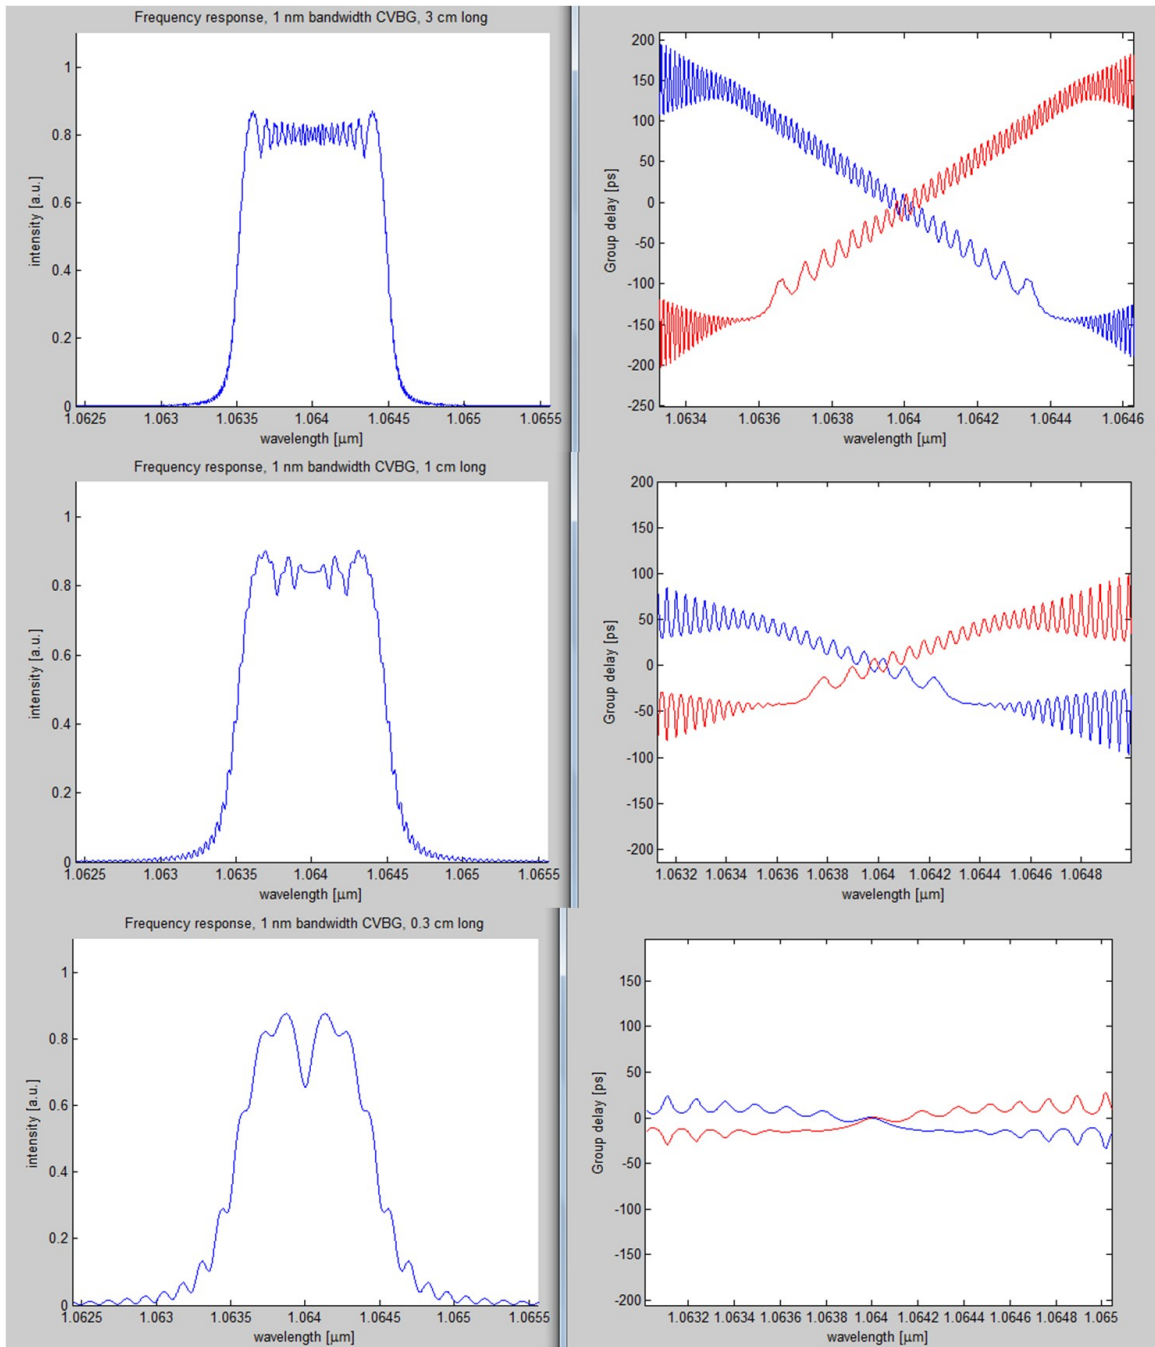 Frequency response, 1 nm bandwidth CVBG, 3 cm long
1
0.8
0.6
0.4
0.2
0
intensity [a.u.]
1.0625 1.063 1.0635 1.064 1.0645 1.065 1.0655
wavelength [μm]
200
150
100
50
0
-50
-100
-150
-200
-250
Group delay [ps]
1.0634 1.0636 1.0638 1.064 1.0642 1.0644 1.0646
wavelength [μm]
Frequency response, 1 nm bandwidth CVBG, 1 cm long
1
0.8
0.6
0.4
0.2
0
intensity [a.u.]
1.0625 1.063 1.0635 1.064 1.0645 1.065 1.0655
wavelength [μm]
200
150
100
50
0
-50
-100
-150
-200
Group delay [ps]
1.0632 1.0634 1.0636 1.0638 1.064 1.0642 1.0644 1.0646 1.0648
wavelength [μm]
Frequency response, 1 nm bandwidth CVBG, 0.3 cm long
1
0.8
0.6
0.4
0.2
0
intensity [a.u.]
1.0625 1.063 1.0635 1.064 1.0645 1.065 1.0655
wavelength [μm]
150
100
50
0
-50
-100
-150
-200
Group delay [ps]
1.0632 1.0634 1.0636 1.0638 1.064 1.0642 1.0644 1.0646 1.0648 1.065
wavelength [μm]